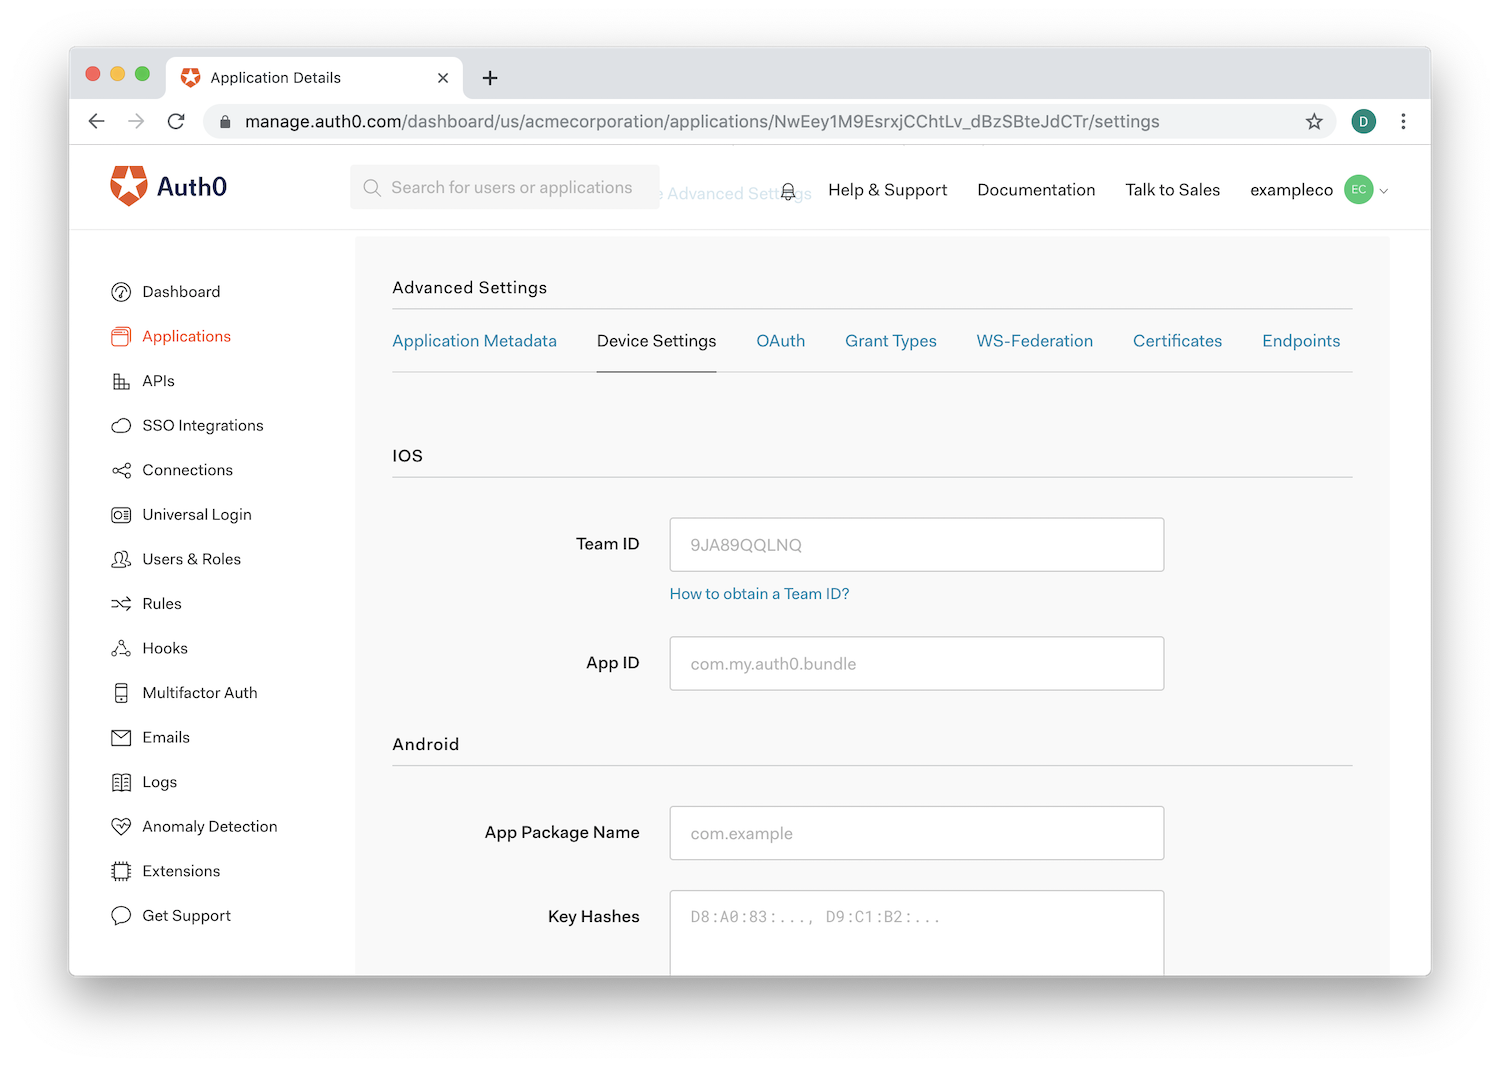 Application Details
manage.auth0.com/dashboard/us/acmecorporation/applications/NwEey1M9EsrxjCChtLv_dBzSBteJdCTr/settings
D
Auth0
Search for users or applications
e Advanced Settings
Help & Support
Documentation
Talk to Sales
exampleco
EC
Dashboard
Applications
APIs
SSO Integrations
Connections
Universal Login
Users & Roles
Rules
Hooks
Multifactor Auth
Emails
Logs
Anomaly Detection
Extensions
Get Support
Advanced Settings
Application Metadata
Device Settings
OAuth
Grant Types
WS-Federation
Certificates
Endpoints
IOS
Team ID
9JA89QQLNQ
How to obtain a Team ID?
App ID
com.my.auth0.bundle
Android
App Package Name
com.example
Key Hashes
D8:A0:83:..., D9:C1:B2:...